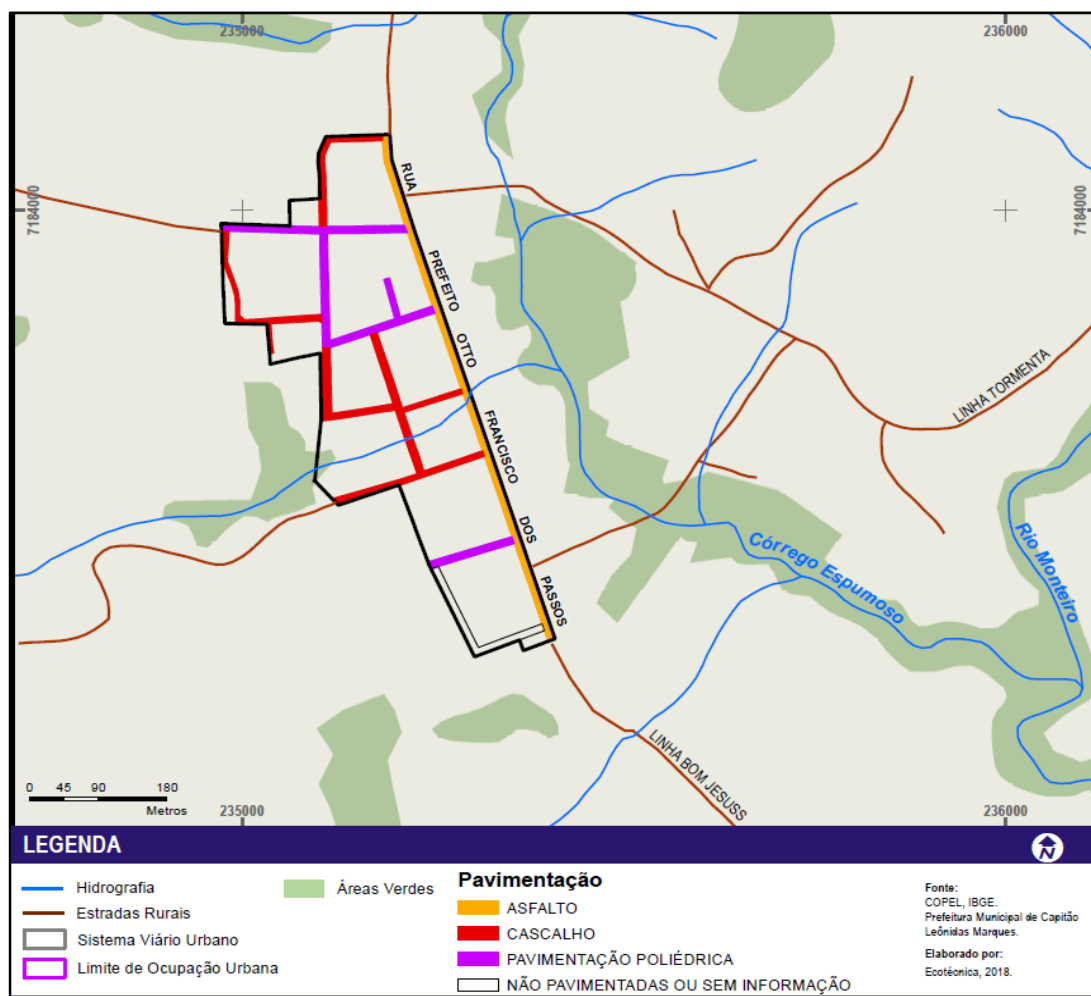 235000
236000
7184000
7184000
RUA
PREFEITO
OTTO
FRANCISCO
DOS
PASSOS
LINHA TORMENTA
Córrego Espumoso
Rio Monteiro
LINHA BOM JESUSS
0 45 90 180
Metros
235000
236000
LEGENDA
N
Hidrografia
Estradas Rurais
Sistema Viário Urbano
Limite de Ocupação Urbana
Áreas Verdes
Pavimentação
ASFALTO
CASCALHO
PAVIMENTAÇÃO POLIÉDRICA
NÃO PAVIMENTADAS OU SEM INFORMAÇÃO
Fonte:
COPEL, IBGE.
Prefeitura Municipal de Capitão
Leônidas Marques.
Elaborado por:
Ecotécnica, 2018.